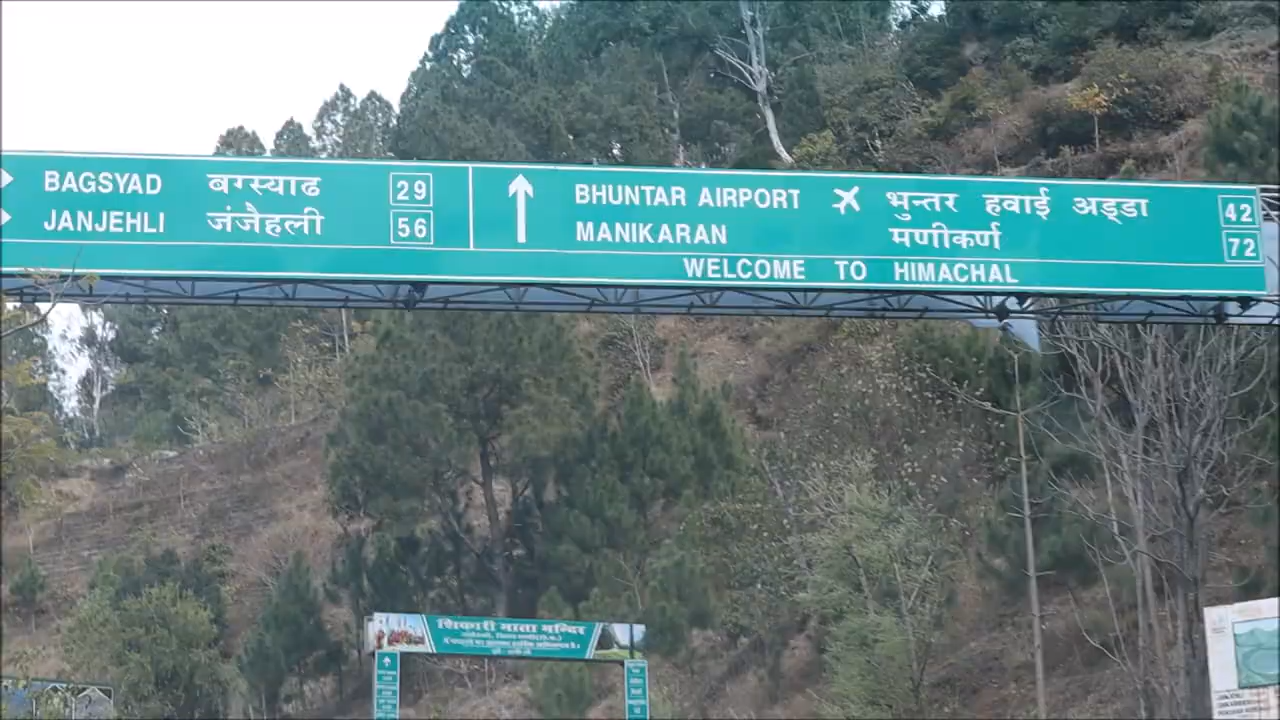 BAGSYAD बग्स्याढ 29
JANJEHLI जंजैहली 56
BHUNTAR AIRPORT भुन्तर हवाई अड्डा 42
MANIKARAN मणीकर्ण 72
WELCOME TO HIMACHAL
शिकारी माता मन्दिर